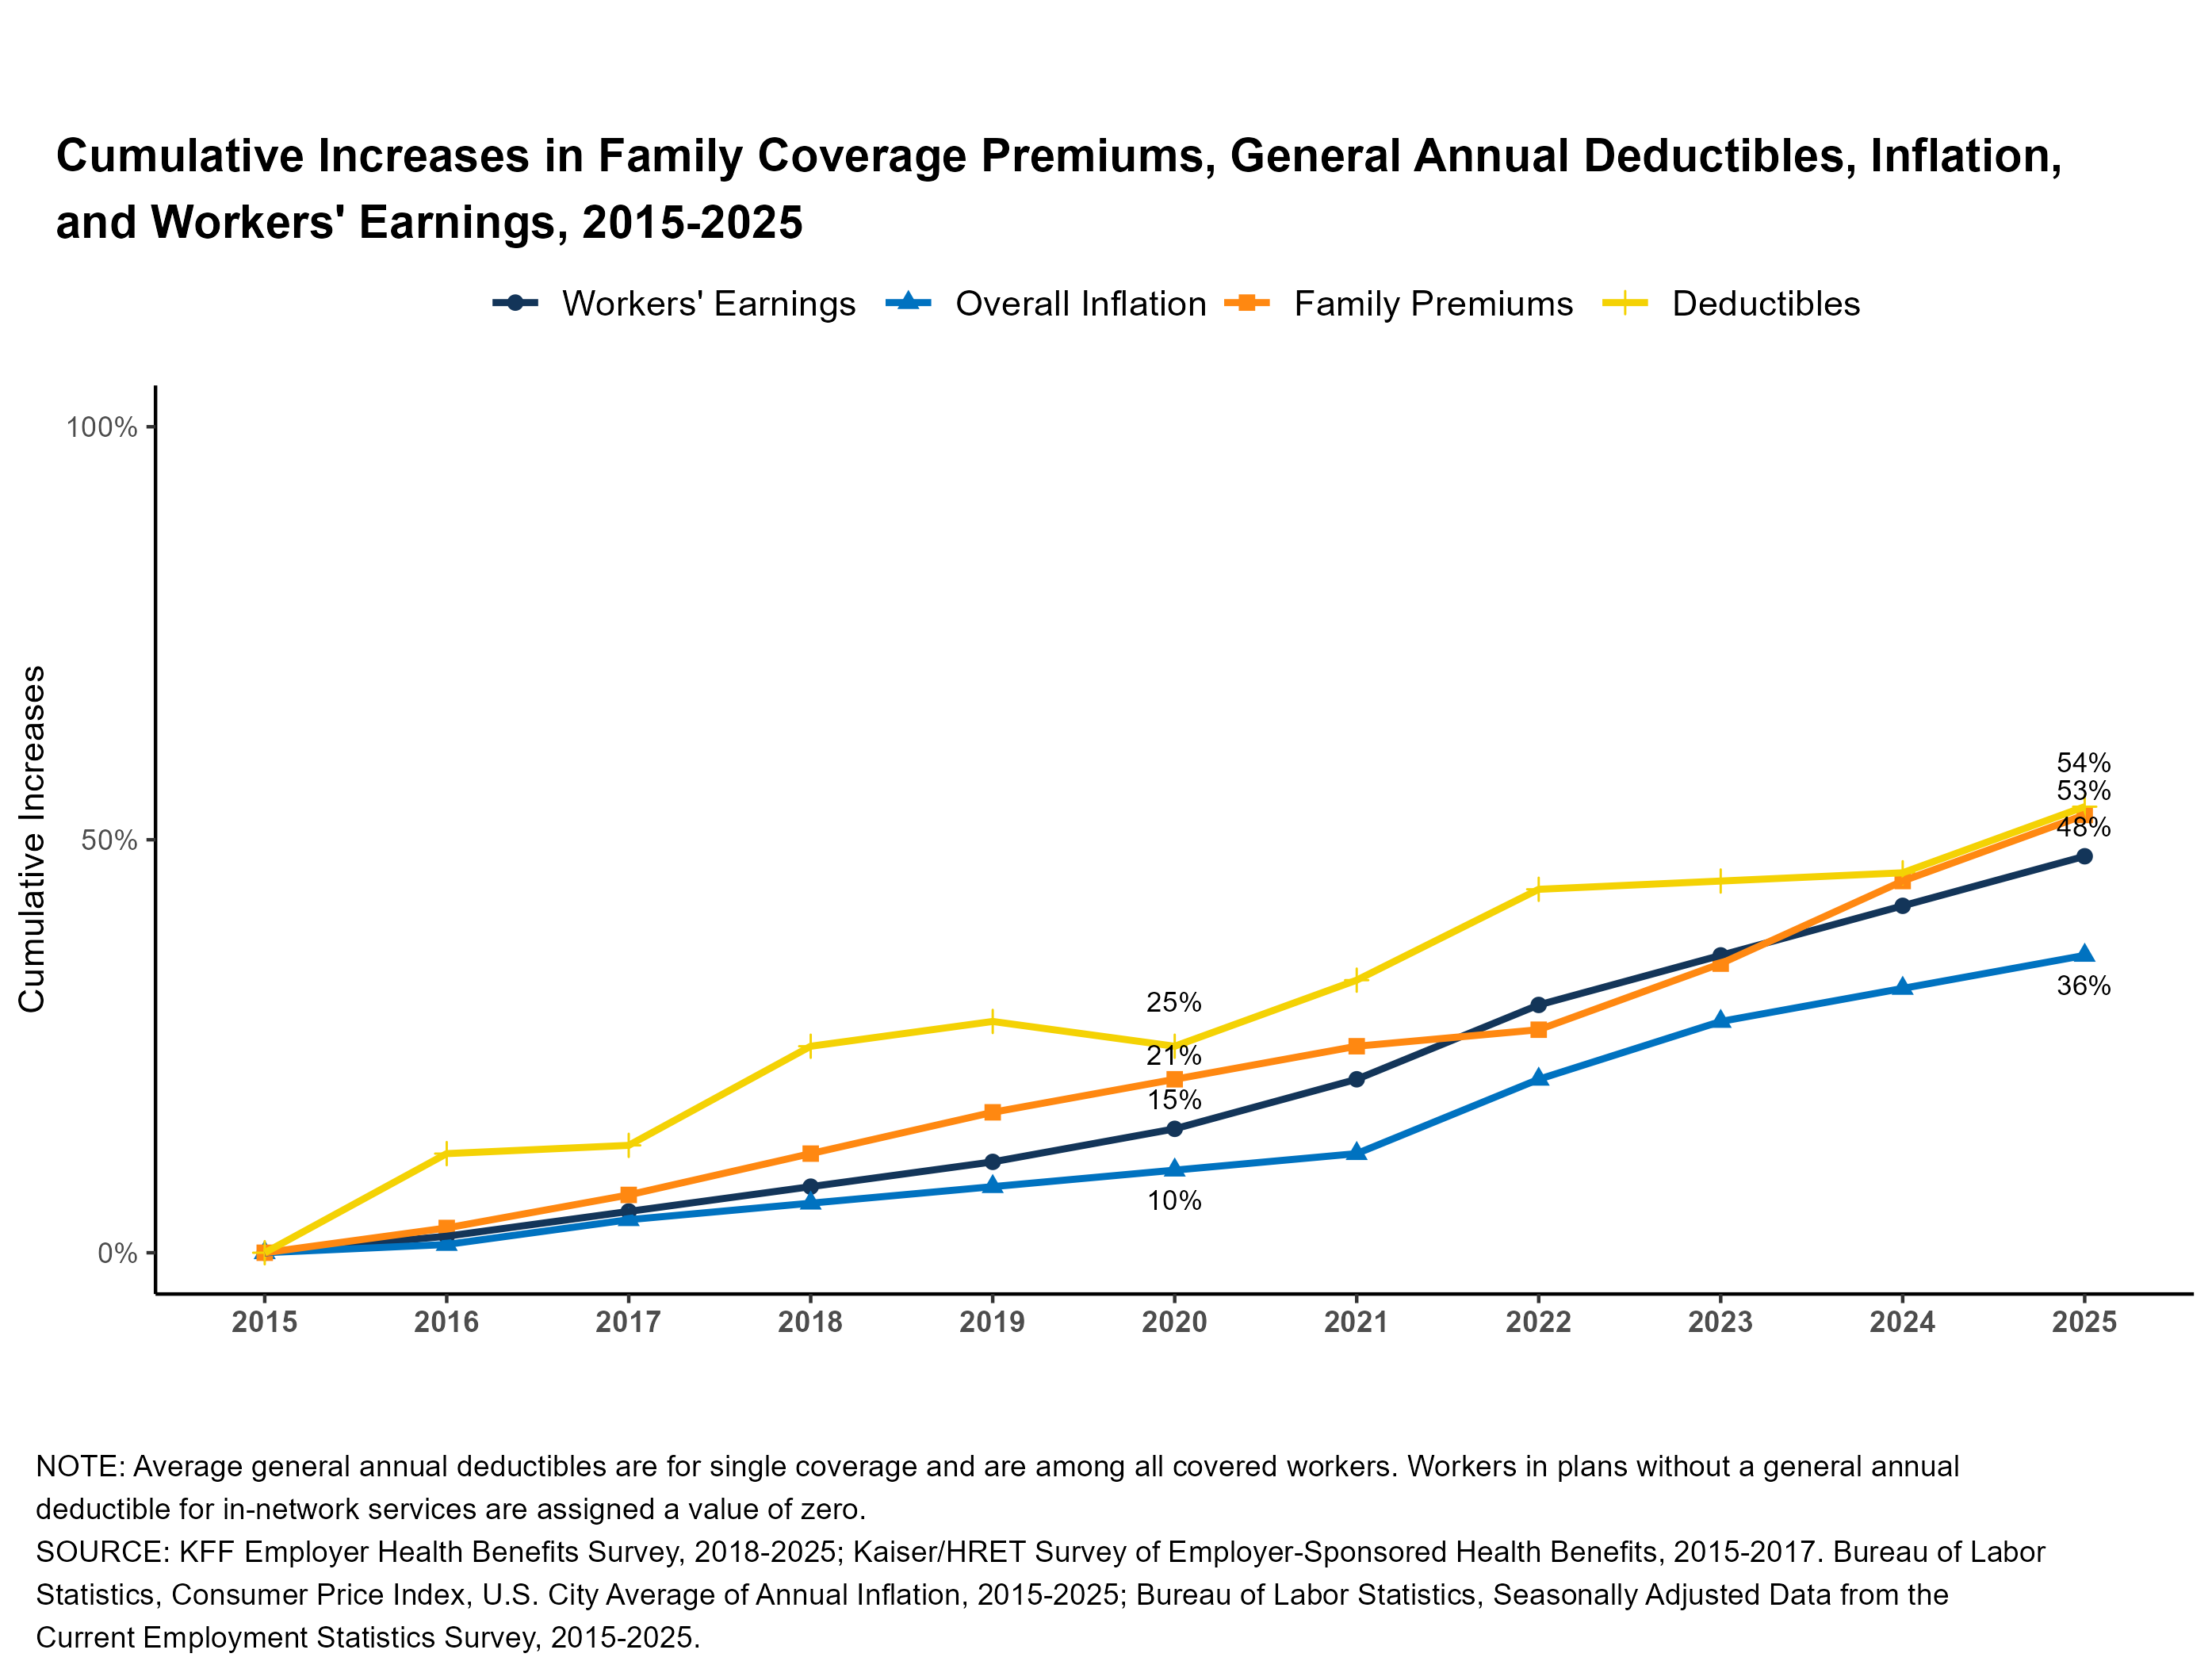 Cumulative Increases in Family Coverage Premiums, General Annual Deductibles, Inflation,
and Workers' Earnings, 2015-2025
Workers' Earnings Overall Inflation Family Premiums Deductibles
Cumulative Increases
100%
50%
0%
54%
53%
48%
36%
25%
21%
15%
10%
2015 2016 2017 2018 2019 2020 2021 2022 2023 2024 2025
NOTE: Average general annual deductibles are for single coverage and are among all covered workers. Workers in plans without a general annual
deductible for in-network services are assigned a value of zero.
SOURCE: KFF Employer Health Benefits Survey, 2018-2025; Kaiser/HRET Survey of Employer-Sponsored Health Benefits, 2015-2017. Bureau of Labor
Statistics, Consumer Price Index, U.S. City Average of Annual Inflation, 2015-2025; Bureau of Labor Statistics, Seasonally Adjusted Data from the
Current Employment Statistics Survey, 2015-2025.